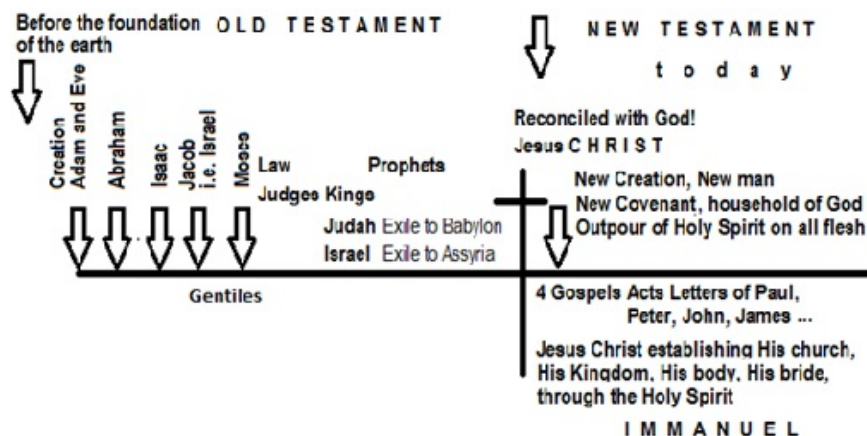 Before the foundation
of the earth
OLD TESTAMENT
Creation
Adam and Eve
Abraham
Isaac
Jacob
i.e. Israel
Moses
Law
Prophets
Judges Kings
Judah Exile to Babylon
Israel Exile to Assyria
Gentiles
NEW TESTAMENT
today
Reconciled with God!
Jesus CHRIST
New Creation, New man
New Covenant, household of God
Outpour of Holy Spirit on all flesh
4 Gospels Acts Letters of Paul,
Peter, John, James ...
Jesus Christ establishing His church,
His Kingdom, His body, His bride,
through the Holy Spirit
IMMANUEL